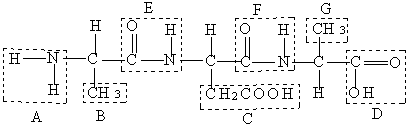 E F G
H O H H O H CH3
H N C C N C C N C C O
H CH3 CH2COOH H OH
A B C D